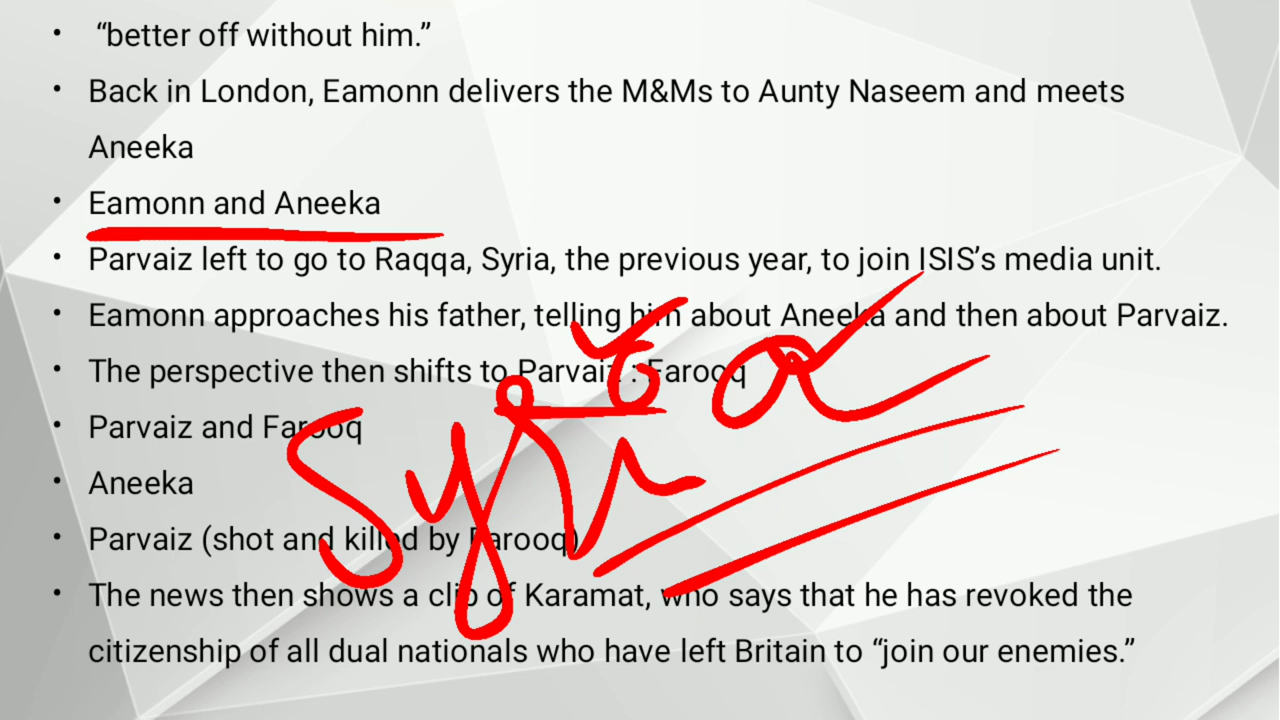 “better off without him.”
Back in London, Eamonn delivers the M&Ms to Aunty Naseem and meets
Aneeka
Eamonn and Aneeka
Parvaiz left to go to Raqqa, Syria, the previous year, to join ISIS’s media unit.
Eamonn approaches his father, telling him about Aneeka and then about Parvaiz.
The perspective then shifts to Parvaiz : Farooq
Parvaiz and Farooq
Aneeka
Parvaiz (shot and killed by Farooq)
The news then shows a clip of Karamat, who says that he has revoked the
citizenship of all dual nationals who have left Britain to “join our enemies.”
Syria